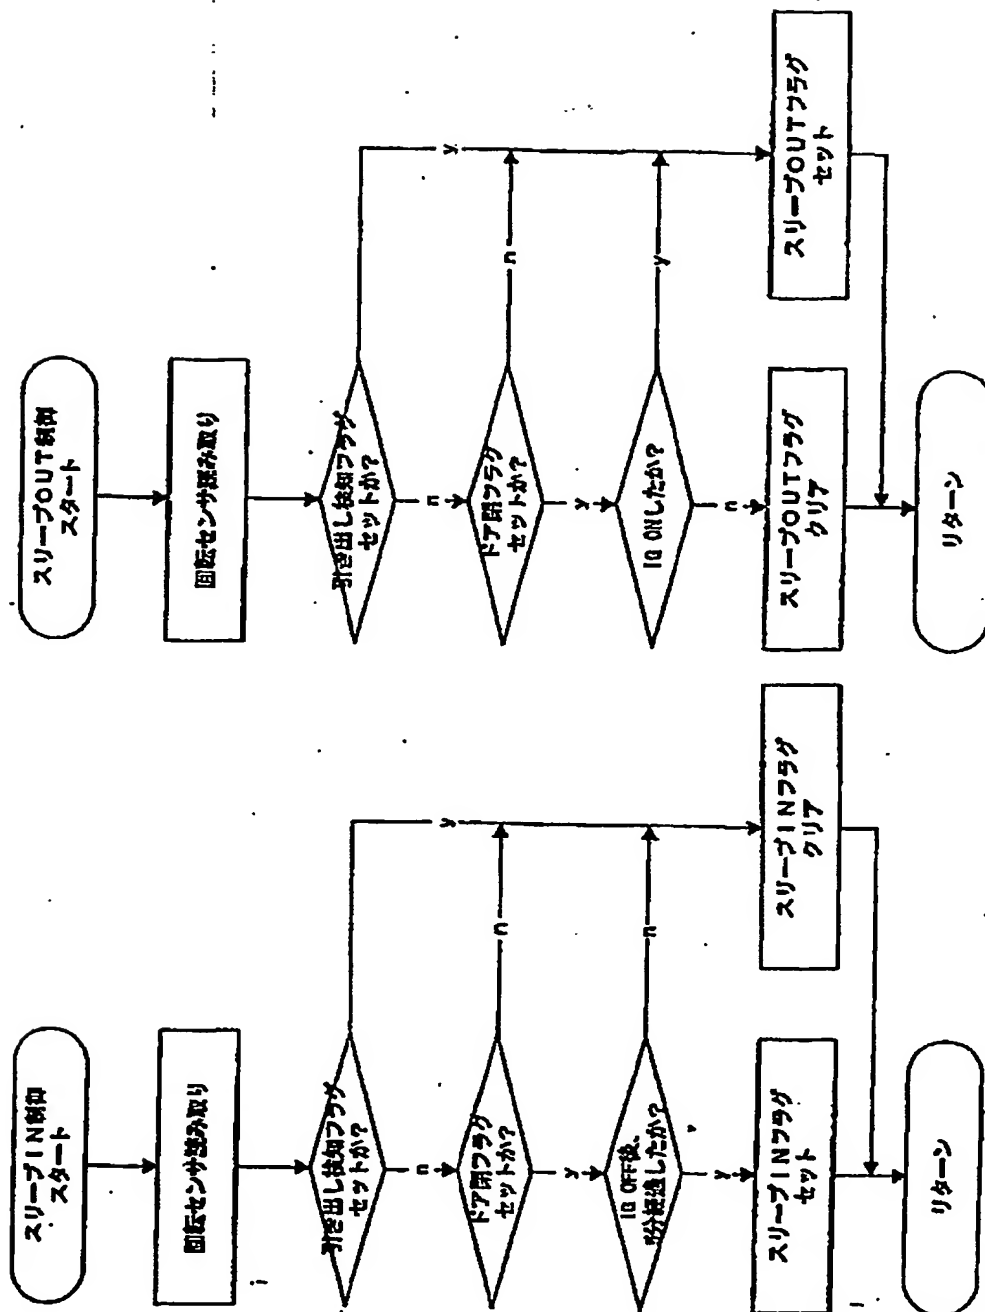 スリープIN制御
スタート
回転センサ読み取り
引き出し検知フラグ
セットか?
y
n
ドア閉フラグ
セットか?
n
y
IG OFF後、
経過したか?
n
y
スリープINフラグ
セット
スリープINフラグ
クリア
リターン
スリープOUT制御
スタート
回転センサ読み取り
引き出し検知フラグ
セットか?
y
n
ドア閉フラグ
セットか?
n
y
IG ONしたか?
y
n
スリープOUTフラグ
クリア
スリープOUTフラグ
セット
リターン